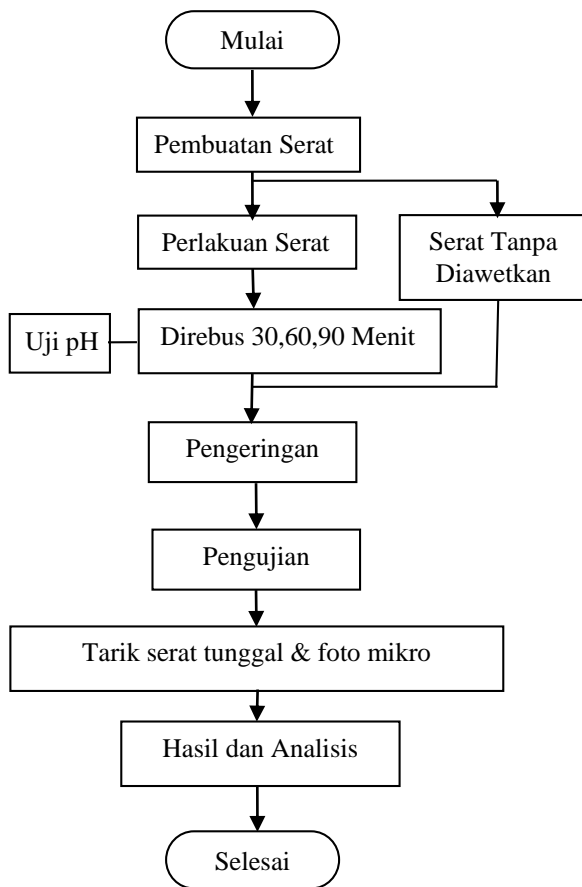 Mulai
Pembuatan Serat
Perlakuan Serat
Serat Tanpa
Diawetkan
Uji pH
Direbus 30,60,90 Menit
Pengeringan
Pengujian
Tarik serat tunggal & foto mikro
Hasil dan Analisis
Selesai